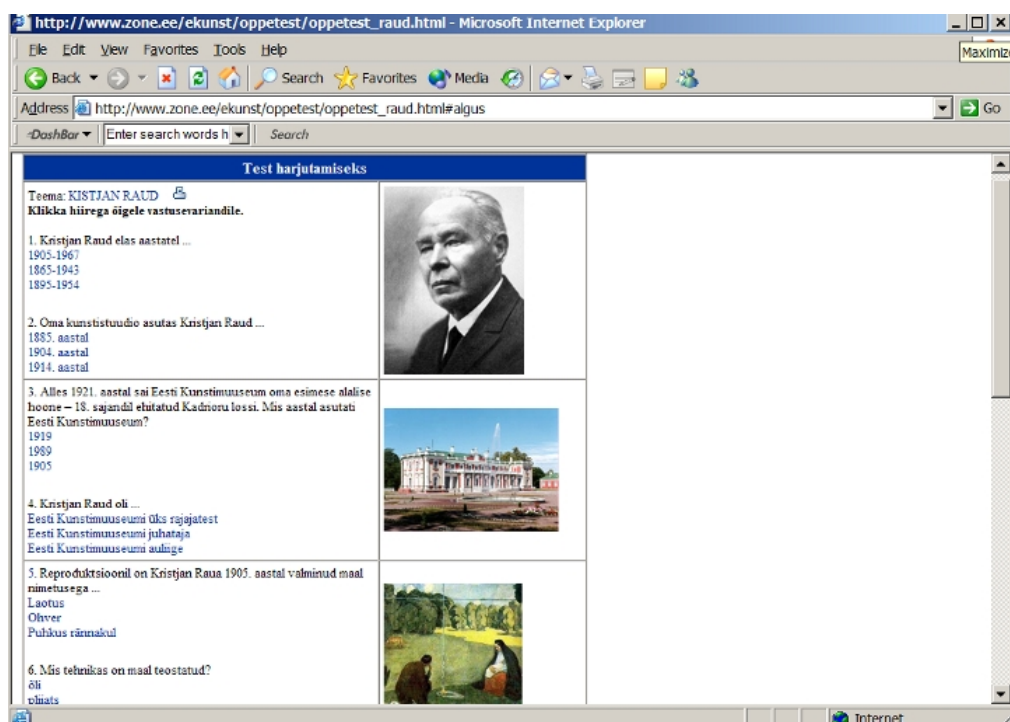 http://www.zone.ee/ekunst/oppetest/oppetest_raud.html - Microsoft Internet Explorer
File Edit View Favorites Tools Help
Maximize
Back Search Favorites Media
Address http://www.zone.ee/ekunst/oppetest/oppetest_raud.html#algus Go
DashBar Enter search words h Search
Test harjutamiseks
Teema: KISTJAN RAUD
Klikka hiirega õigele vastusevariandile.
1. Kristjan Raud elas aastatel ...
1905-1967
1865-1943
1895-1954
2. Oma kunstistuudio asutas Kristjan Raud ...
1885. aastal
1904. aastal
1914. aastal
3. Alles 1921. aastal sai Eesti Kunstimuuseum oma esimese alalise
hoone – 18. sajandil ehitatud Kadrioru lossi. Mis aastal asutati
Eesti Kunstimuuseum?
1919
1989
1905
4. Kristjan Raud oli ...
Eesti Kunstimuuseumi üks rajajatest
Eesti Kunstimuuseumi juhataja
Eesti Kunstimuuseumi auliige
5. Reproduktsioonil on Kristjan Raua 1905. aastal valminud maal
nimetusega ...
Laotus
Ohver
Puhkus rännakul
6. Mis tehnikas on maal teostatud?
õli
pliiats
Internet